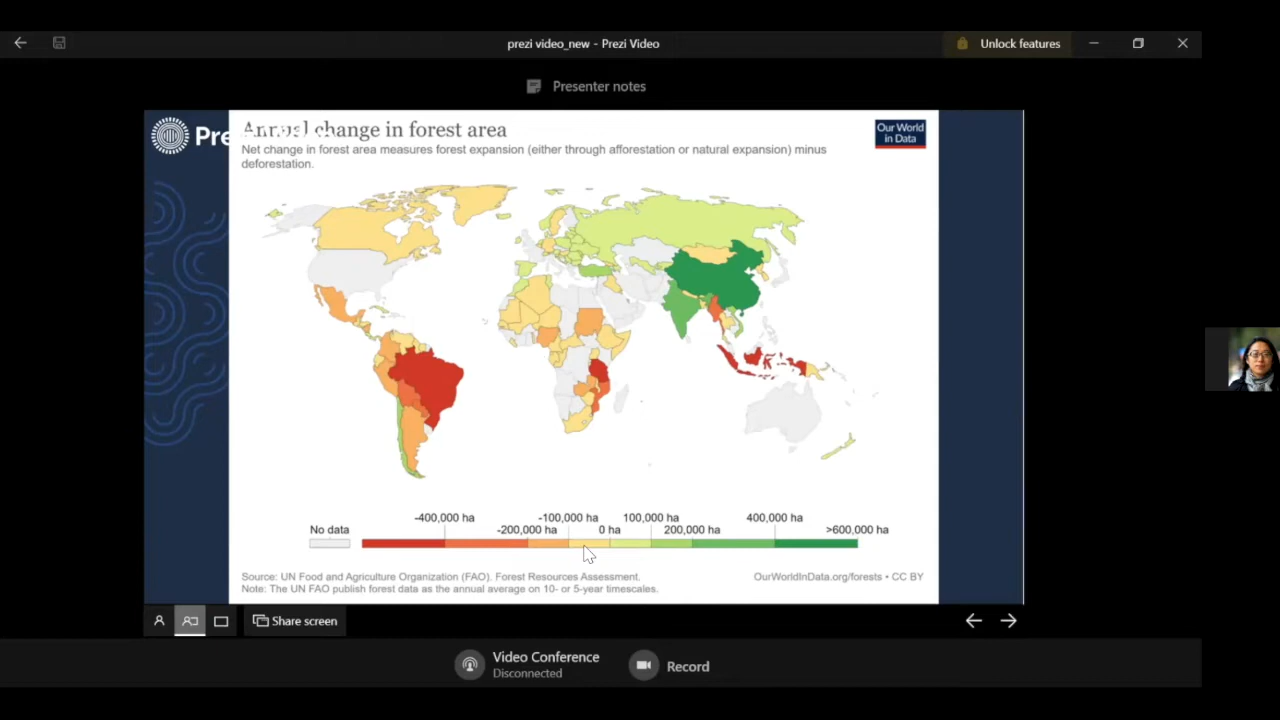 prezi video_new - Prezi Video
Unlock features
Presenter notes
Pre
Annual change in forest area
Our World
in Data
Net change in forest area measures forest expansion (either through afforestation or natural expansion) minus
deforestation.
-400,000 ha
-100,000 ha
100,000 ha
400,000 ha
No data
-200,000 ha
0 ha
200,000 ha
>600,000 ha
Source: UN Food and Agriculture Organization (FAO). Forest Resources Assessment.
OurWorldInData.org/forests • CC BY
Note: The UN FAO publish forest data as the annual average on 10- or 5-year timescales.
Share screen
Video Conference
Disconnected
Record